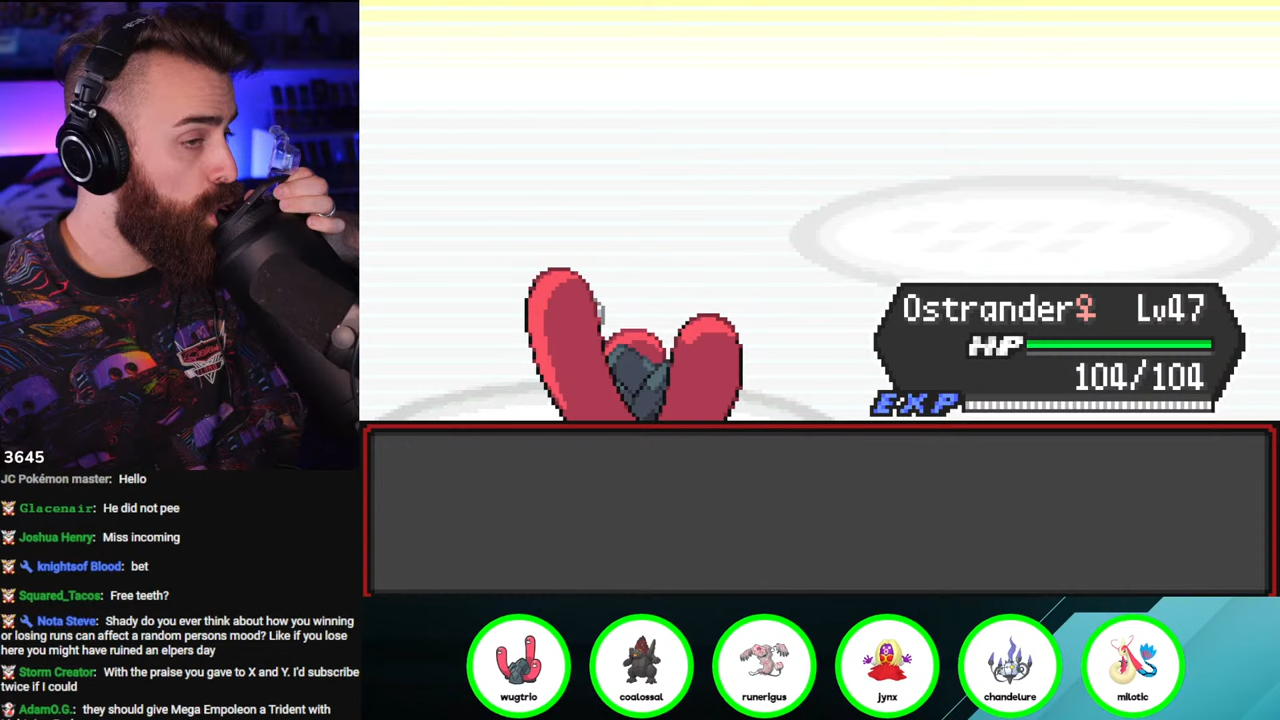 Ostrander♀ Lv47
HP
104/104
EXP
3645
JC Pokémon master: Hello
Glacenair: He did not pee
Joshua Henry: Miss incoming
knightsof Blood: bet
Squared_Tacos: Free teeth?
Nota Steve: Shady do you ever think about how you winning
or losing runs can affect a random persons mood? Like if you lose
here you might have ruined an elpers day
Storm Creator: With the praise you gave to X and Y. I'd subscribe
twice if I could
AdamO.G.: they should give Mega Empoleon a Trident with
wugtrio
coalossal
runerigus
jynx
chandelure
milotic